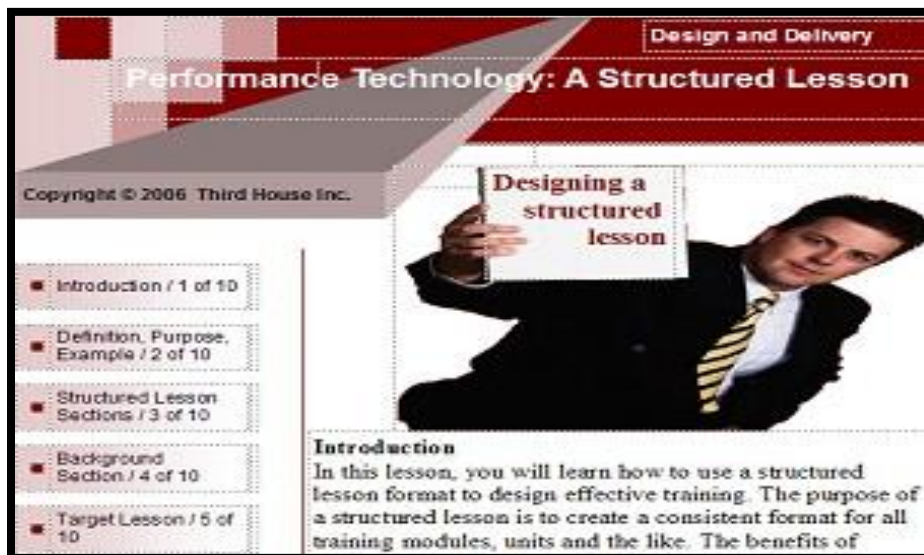 Design and Delivery
Performance Technology: A Structured Lesson
Copyright © 2006 Third House Inc.
Designing a
structured
lesson
Introduction / 1 of 10
Definition, Purpose,
Example / 2 of 10
Structured Lesson
Sections / 3 of 10
Background
Section / 4 of 10
Target Lesson / 5 of
10
Introduction
In this lesson, you will learn how to use a structured
lesson format to design effective training. The purpose of
a structured lesson is to create a consistent format for all
training modules, units and the like. The benefits of